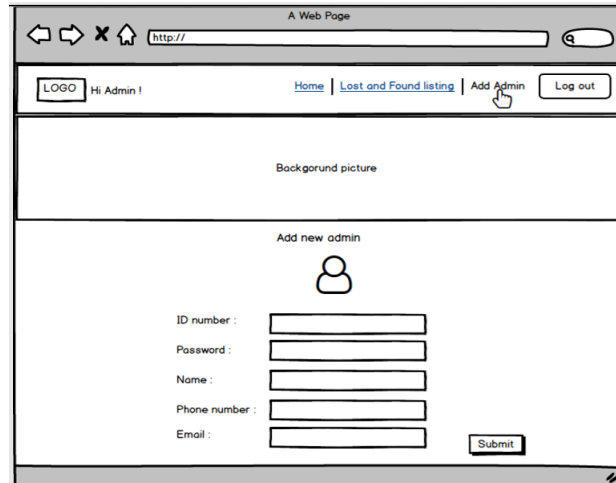 A Web Page
http://
LOGO Hi Admin ! Home Lost and Found listing Add Admin Log out
Backgorund picture
Add new admin
ID number :
Password :
Name :
Phone number :
Email :
Submit